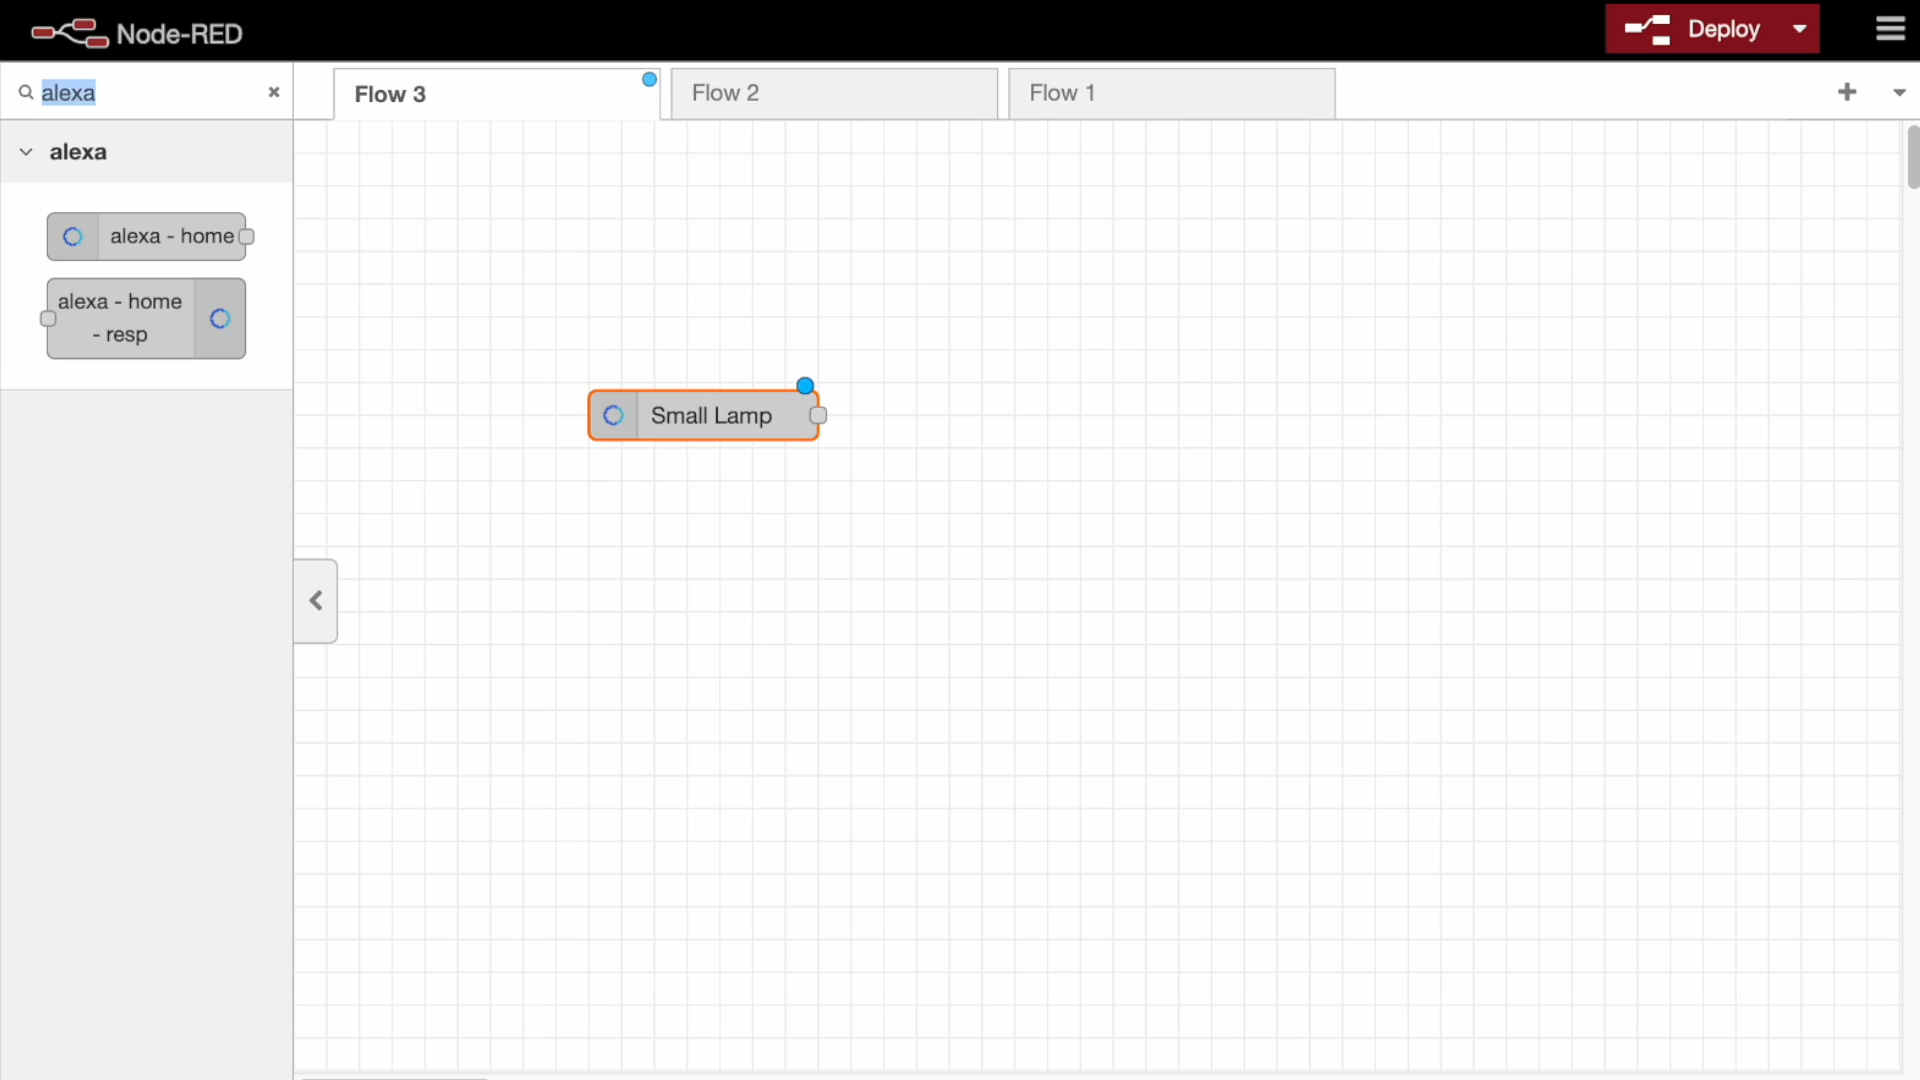 Node-RED
Deploy
alexa
Flow 3
Flow 2
Flow 1
alexa
alexa - home
alexa - home
- resp
Small Lamp